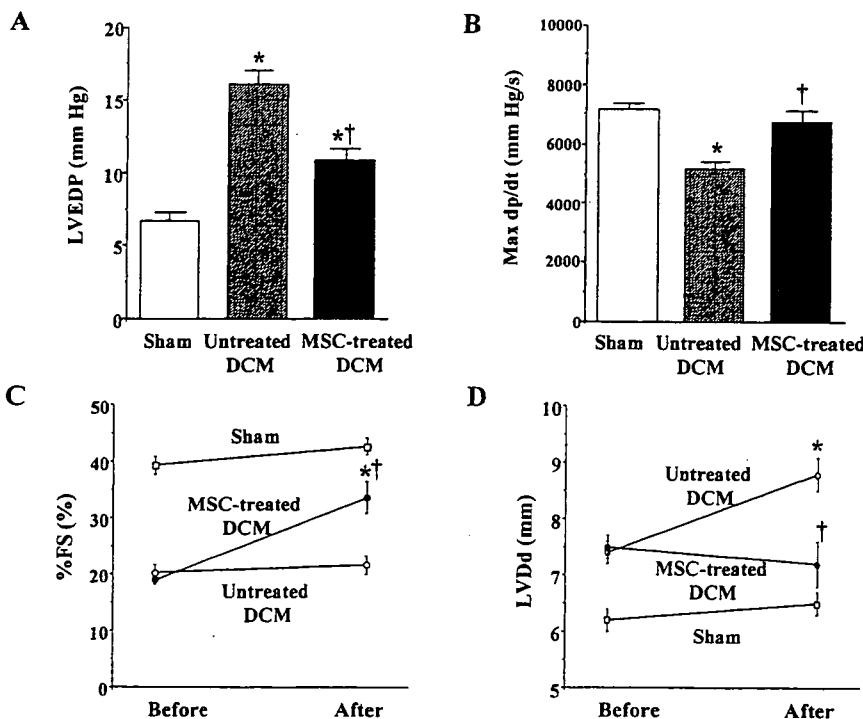 A
LVEDP (mm Hg)
20
15
10
5
0
*
*†
Sham Untreated MSC-treated
DCM DCM
B
Max dp/dt (mm Hg/s)
10000
8000
6000
4000
2000
0
*
†
Sham Untreated MSC-treated
DCM DCM
C
%FS (%)
50
40
30
20
10
0
Sham
*†
MSC-treated
DCM
Untreated
DCM
Before After
D
LVDd (mm)
10
9
8
7
6
5
*
Untreated
DCM
†
MSC-treated
DCM
Sham
Before After